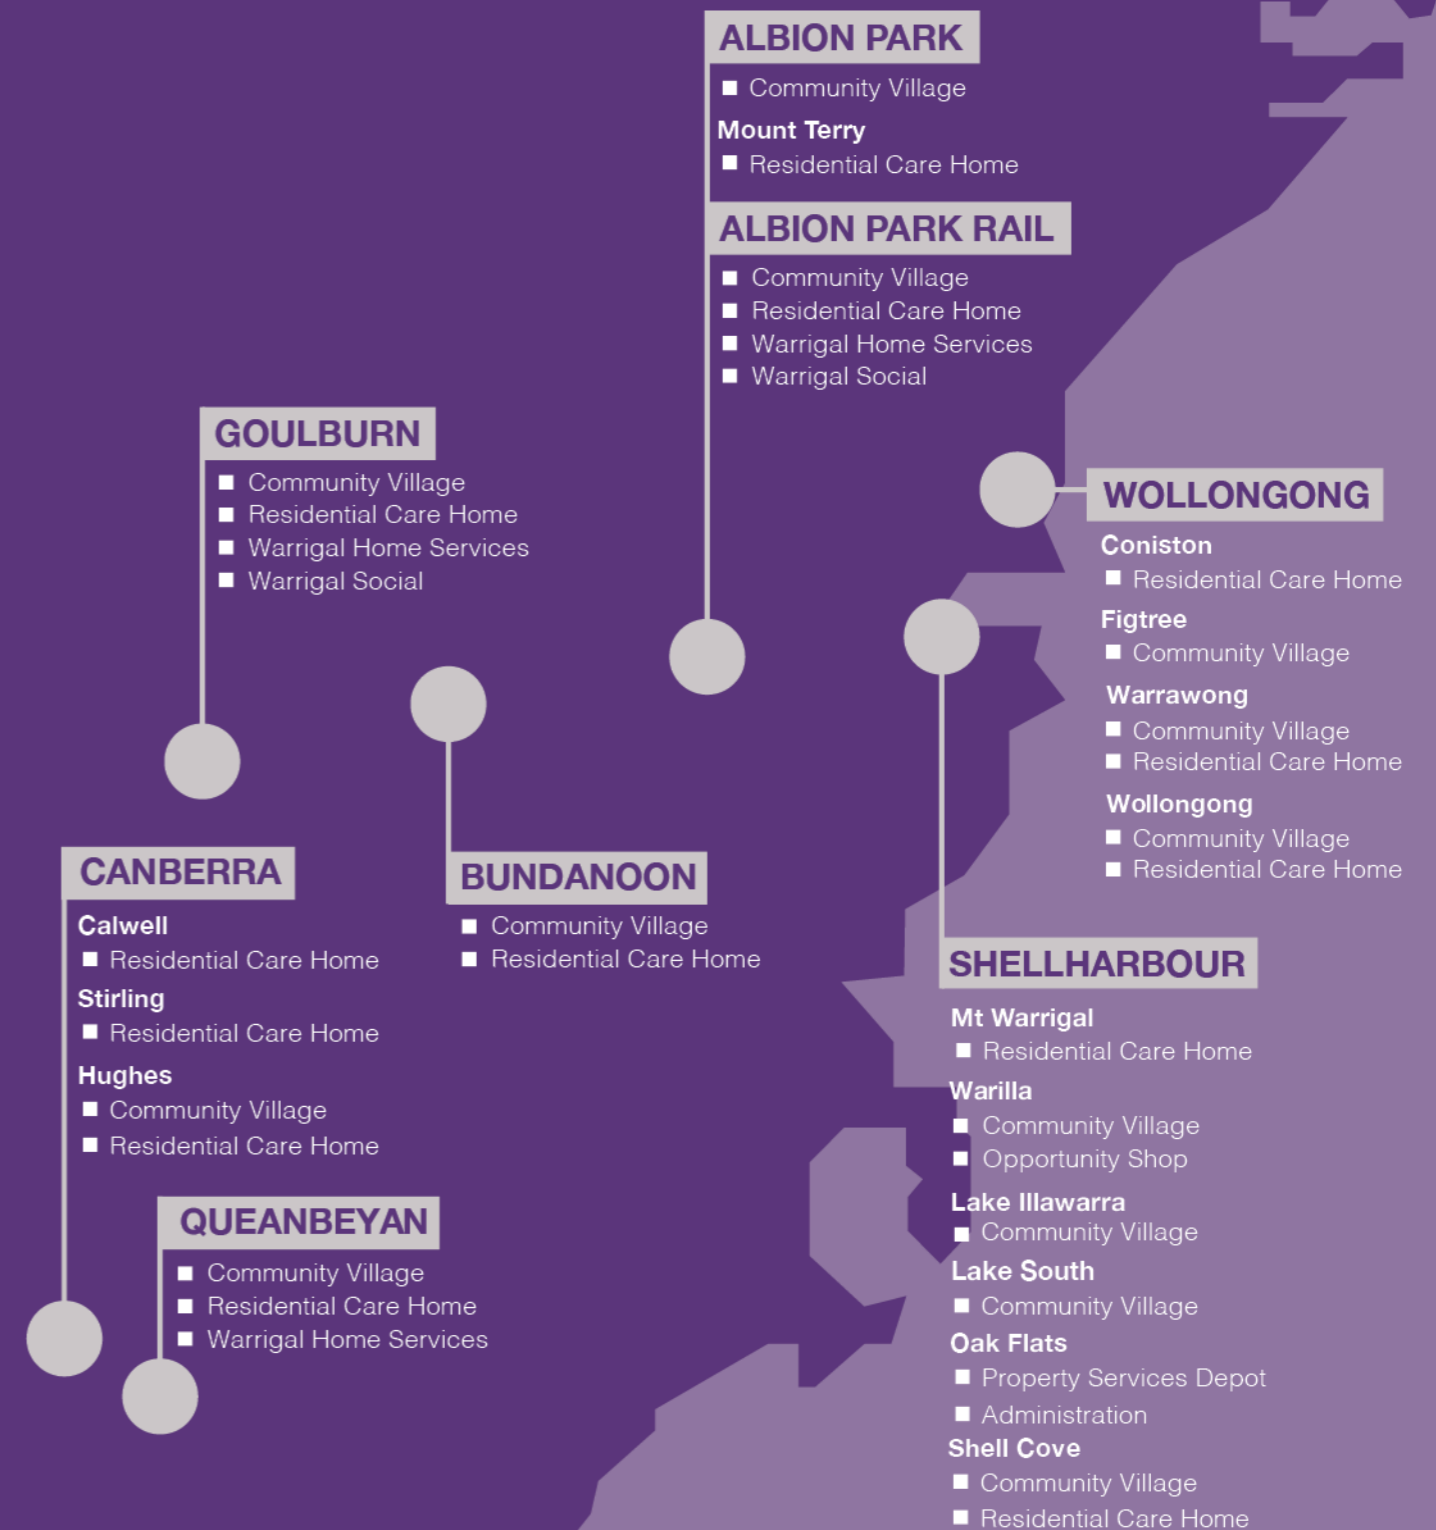 ALBION PARK
Community Village
Mount Terry
Residential Care Home
ALBION PARK RAIL
Community Village
Residential Care Home
Warrigal Home Services
Warrigal Social
GOULBURN
Community Village
Residential Care Home
Warrigal Home Services
Warrigal Social
WOLLONGONG
Coniston
Residential Care Home
Figtree
Community Village
Warrawong
Community Village
Residential Care Home
Wollongong
Community Village
Residential Care Home
CANBERRA
Calwell
Residential Care Home
Stirling
Residential Care Home
Hughes
Community Village
Residential Care Home
BUNDANOON
Community Village
Residential Care Home
SHELLHARBOUR
Mt Warrigal
Residential Care Home
Warilla
Community Village
Opportunity Shop
Lake Illawarra
Community Village
Lake South
Community Village
Oak Flats
Property Services Depot
Administration
Shell Cove
Community Village
Residential Care Home
QUEANBEYAN
Community Village
Residential Care Home
Warrigal Home Services